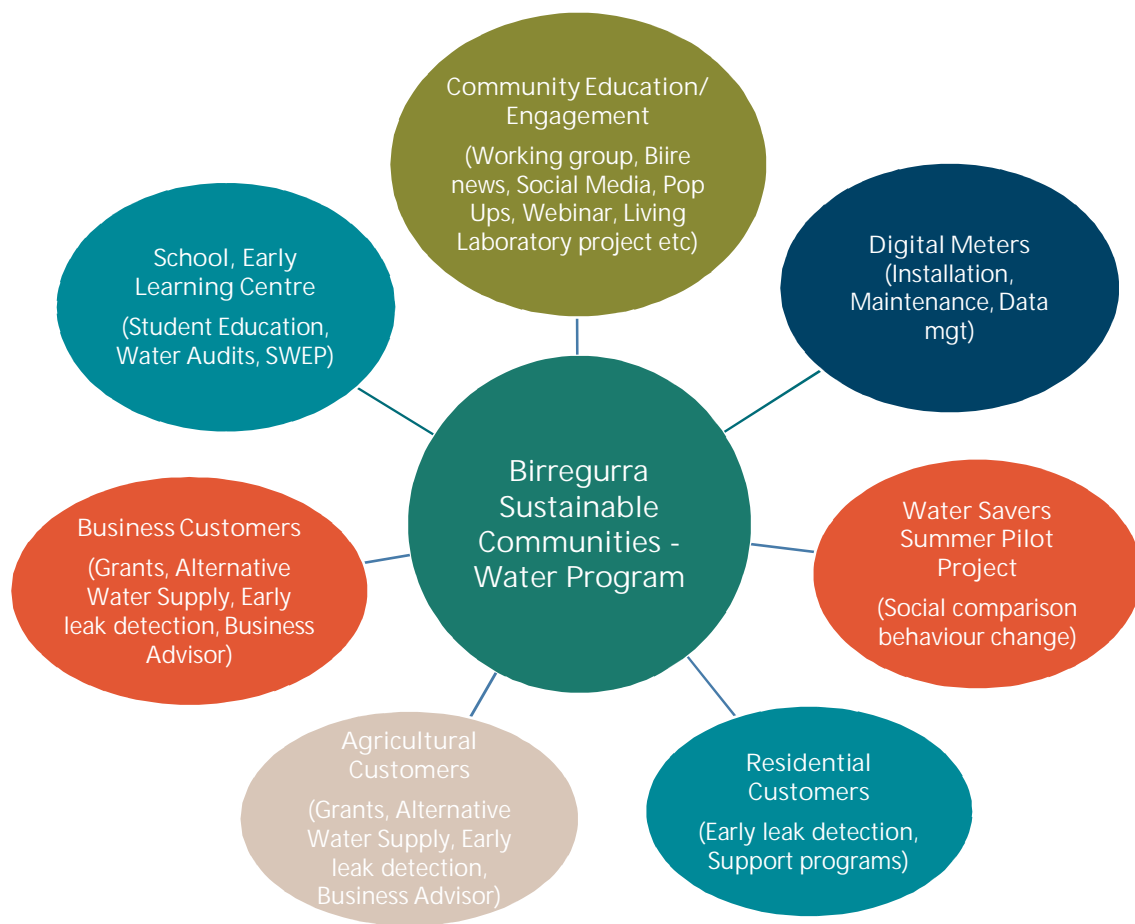 Community Education/
Engagement
(Working group, Biire
news, Social Media, Pop
Ups, Webinar, Living
Laboratory project etc)
Digital Meters
(Installation,
Maintenance, Data
mgt)
Water Savers
Summer Pilot
Project
(Social comparison
behaviour change)
Residential
Customers
(Early leak detection,
Support programs)
Agricultural
Customers
(Grants, Alternative
Water Supply, Early
leak detection,
Business Advisor)
Business Customers
(Grants, Alternative
Water Supply, Early
leak detection, Business
Advisor)
School, Early
Learning Centre
(Student Education,
Water Audits, SWEP)
Birregurra
Sustainable
Communities -
Water Program